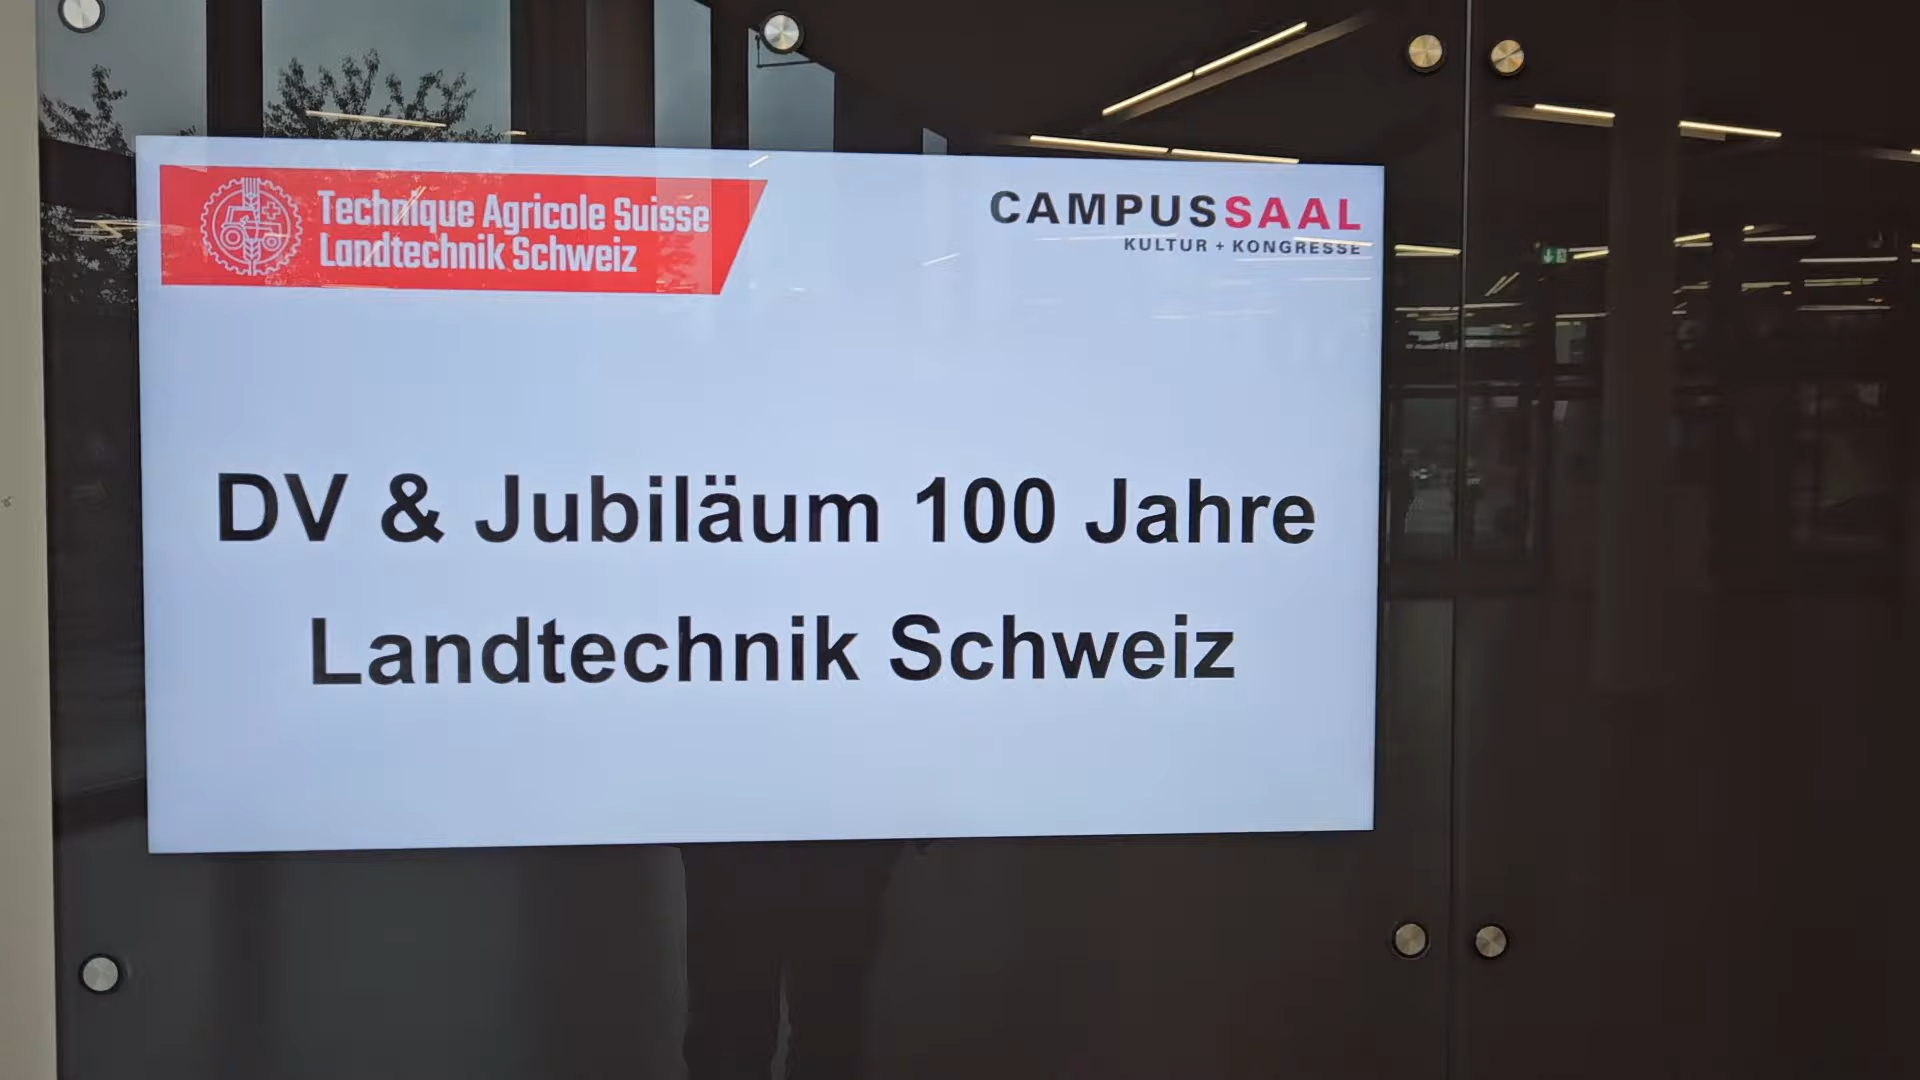 Technique Agricole Suisse
Landtechnik Schweiz
CAMPUSSAAL
KULTUR + KONGRESSE
DV & Jubiläum 100 Jahre
Landtechnik Schweiz